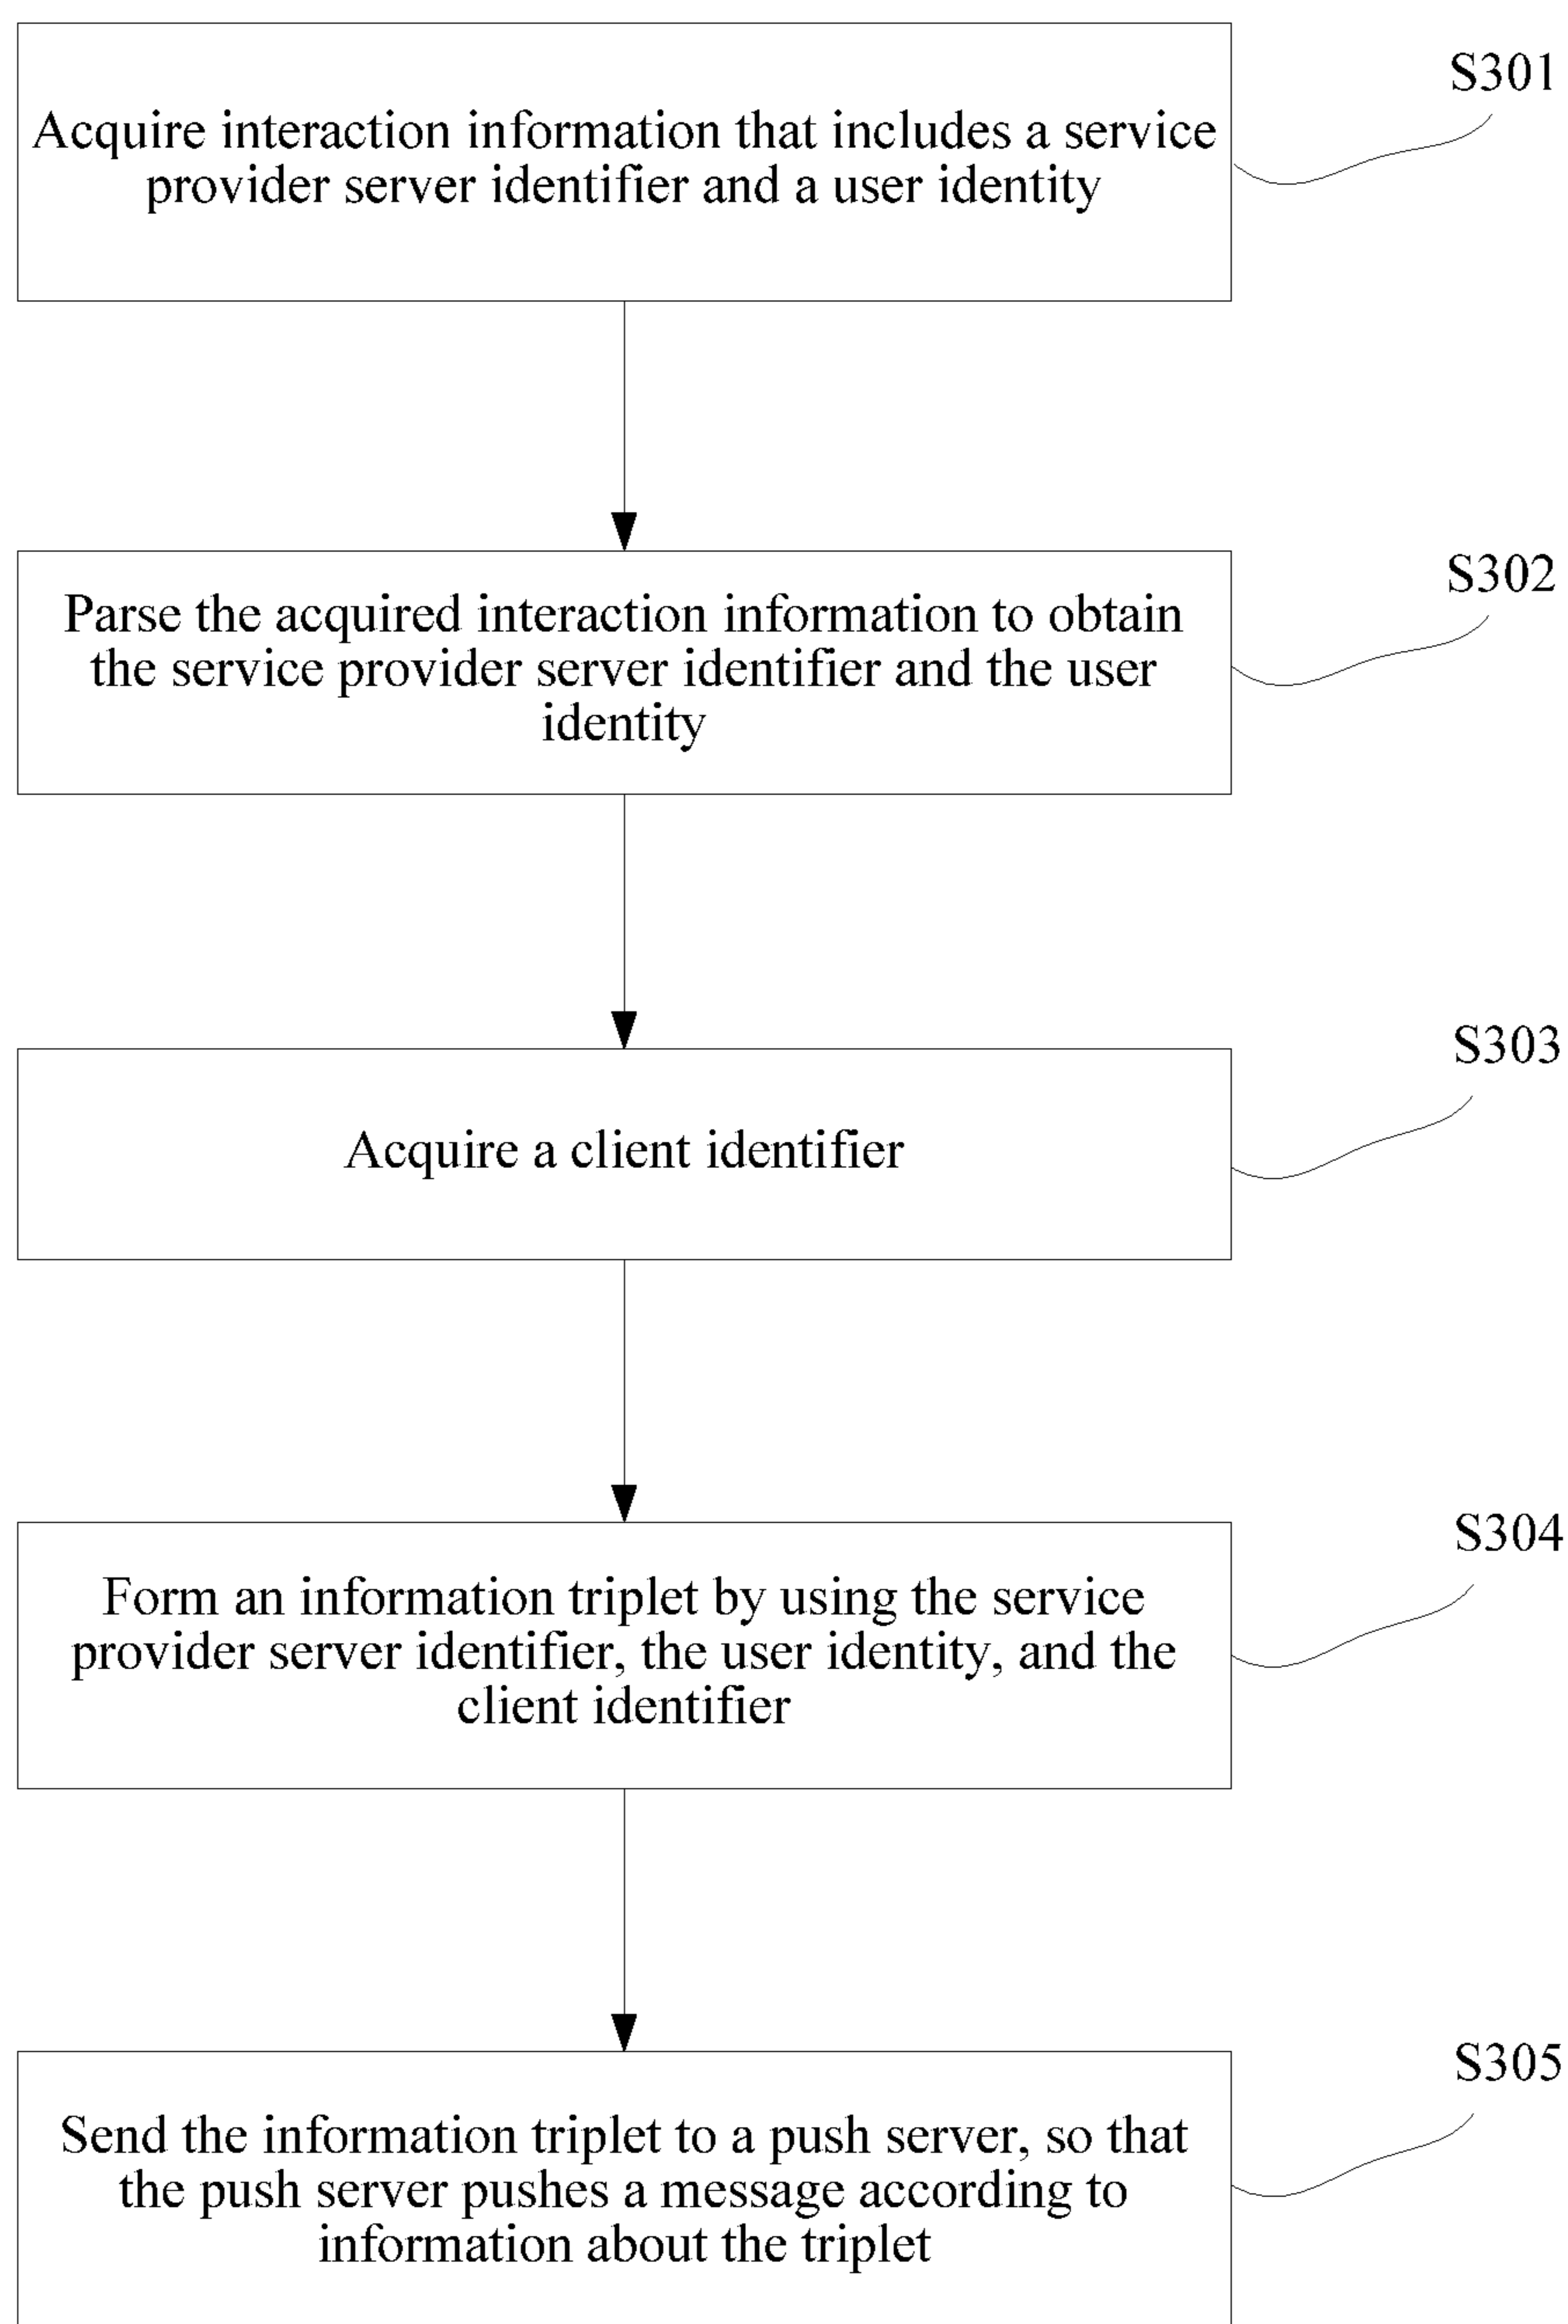 S301
Acquire interaction information that includes a service
provider server identifier and a user identity
S302
Parse the acquired interaction information to obtain
the service provider server identifier and the user
identity
S303
Acquire a client identifier
S304
Form an information triplet by using the service
provider server identifier, the user identity, and the
client identifier
S305
Send the information triplet to a push server, so that
the push server pushes a message according to
information about the triplet